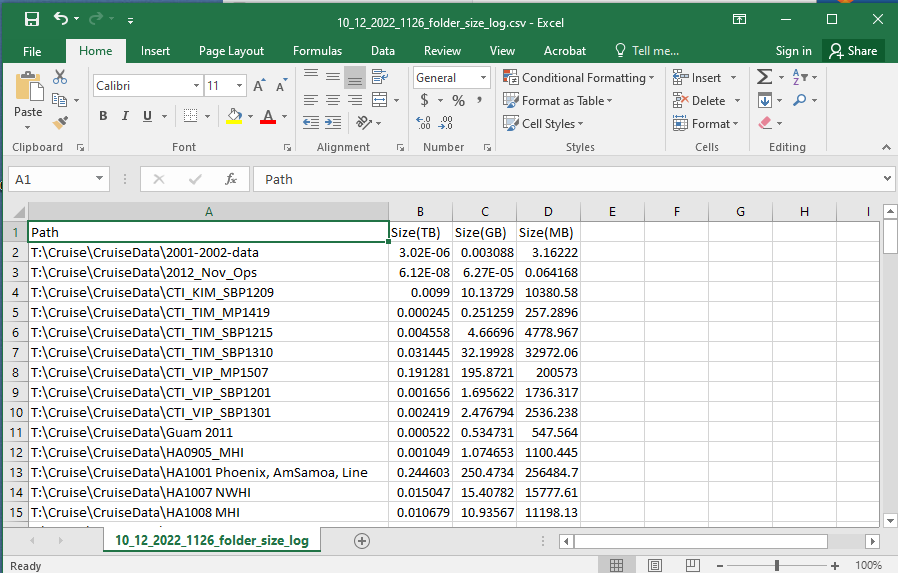 10_12_2022_1126_folder_size_log.csv - Excel
File Home Insert Page Layout Formulas Data Review View Acrobat Tell me... Sign in Share
Paste
Calibri 11
B I U A
General
$ % ,
Conditional Formatting
Format as Table
Cell Styles
Insert
Delete
Format
Clipboard Font Alignment Number Styles Cells Editing
A1 fx Path
A B C D E F G H I
1 Path Size(TB) Size(GB) Size(MB)
2 T:\Cruise\CruiseData\2001-2002-data 3.02E-06 0.003088 3.16222
3 T:\Cruise\CruiseData\2012_Nov_Ops 6.12E-08 6.27E-05 0.064168
4 T:\Cruise\CruiseData\CTI_KIM_SBP1209 0.0099 10.13729 10380.58
5 T:\Cruise\CruiseData\CTI_TIM_MP1419 0.000245 0.251259 257.2896
6 T:\Cruise\CruiseData\CTI_TIM_SBP1215 0.004558 4.66696 4778.967
7 T:\Cruise\CruiseData\CTI_TIM_SBP1310 0.031445 32.19928 32972.06
8 T:\Cruise\CruiseData\CTI_VIP_MP1507 0.191281 195.8721 200573
9 T:\Cruise\CruiseData\CTI_VIP_SBP1201 0.001656 1.695622 1736.317
10 T:\Cruise\CruiseData\CTI_VIP_SBP1301 0.002419 2.476794 2536.238
11 T:\Cruise\CruiseData\Guam 2011 0.000522 0.534731 547.564
12 T:\Cruise\CruiseData\HA0905_MHI 0.001049 1.074653 1100.445
13 T:\Cruise\CruiseData\HA1001 Phoenix, AmSamoa, Line 0.244603 250.4734 256484.7
14 T:\Cruise\CruiseData\HA1007 NWHI 0.015047 15.40782 15777.61
15 T:\Cruise\CruiseData\HA1008 MHI 0.010679 10.93567 11198.13
10_12_2022_1126_folder_size_log
Ready 100%